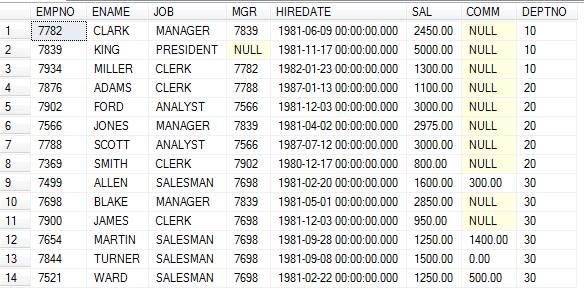 EMPNO ENAME JOB MGR HIREDATE SAL COMM DEPTNO
1 7782 CLARK MANAGER 7839 1981-06-09 00:00:00.000 2450.00 NULL 10
2 7839 KING PRESIDENT NULL 1981-11-17 00:00:00.000 5000.00 NULL 10
3 7934 MILLER CLERK 7782 1982-01-23 00:00:00.000 1300.00 NULL 10
4 7876 ADAMS CLERK 7788 1987-01-13 00:00:00.000 1100.00 NULL 20
5 7902 FORD ANALYST 7566 1981-12-03 00:00:00.000 3000.00 NULL 20
6 7566 JONES MANAGER 7839 1981-04-02 00:00:00.000 2975.00 NULL 20
7 7788 SCOTT ANALYST 7566 1987-07-12 00:00:00.000 3000.00 NULL 20
8 7369 SMITH CLERK 7902 1980-12-17 00:00:00.000 800.00 NULL 20
9 7499 ALLEN SALESMAN 7698 1981-02-20 00:00:00.000 1600.00 300.00 30
10 7698 BLAKE MANAGER 7839 1981-05-01 00:00:00.000 2850.00 NULL 30
11 7900 JAMES CLERK 7698 1981-12-03 00:00:00.000 950.00 NULL 30
12 7654 MARTIN SALESMAN 7698 1981-09-28 00:00:00.000 1250.00 1400.00 30
13 7844 TURNER SALESMAN 7698 1981-09-08 00:00:00.000 1500.00 0.00 30
14 7521 WARD SALESMAN 7698 1981-02-22 00:00:00.000 1250.00 500.00 30